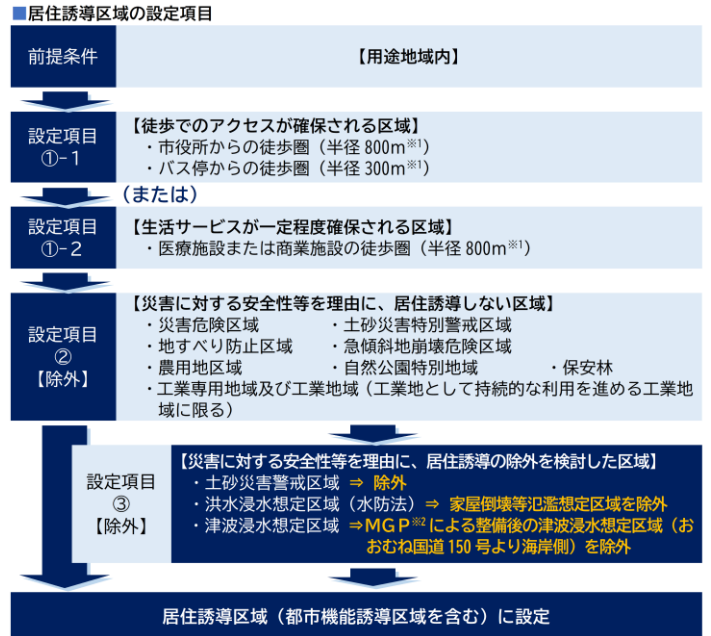 ■居住誘導区域の設定項目
前提条件
【用途地域内】
設定項目
①-1
【徒歩でのアクセスが確保される区域】
・市役所からの徒歩圏（半径 800m※1）
・バス停からの徒歩圏（半径 300m※1）
（または）
設定項目
①-2
【生活サービスが一定程度確保される区域】
・医療施設または商業施設の徒歩圏（半径 800m※1）
設定項目
②
【除外】
【災害に対する安全性等を理由に、居住誘導しない区域】
・災害危険区域 ・土砂災害特別警戒区域
・地すべり防止区域 ・急傾斜地崩壊危険区域
・農用地区域 ・自然公園特別地域 ・保安林
・工業専用地域及び工業地域（工業地として持続的な利用を進める工業地
域に限る）
設定項目
③
【除外】
【災害に対する安全性等を理由に、居住誘導の除外を検討した区域】
・土砂災害警戒区域 ⇒ 除外
・洪水浸水想定区域（水防法）⇒ 家屋倒壊等氾濫想定区域を除外
・津波浸水想定区域 ⇒MGP※2による整備後の津波浸水想定区域（お
おむね国道 150 号より海岸側）を除外
居住誘導区域（都市機能誘導区域を含む）に設定